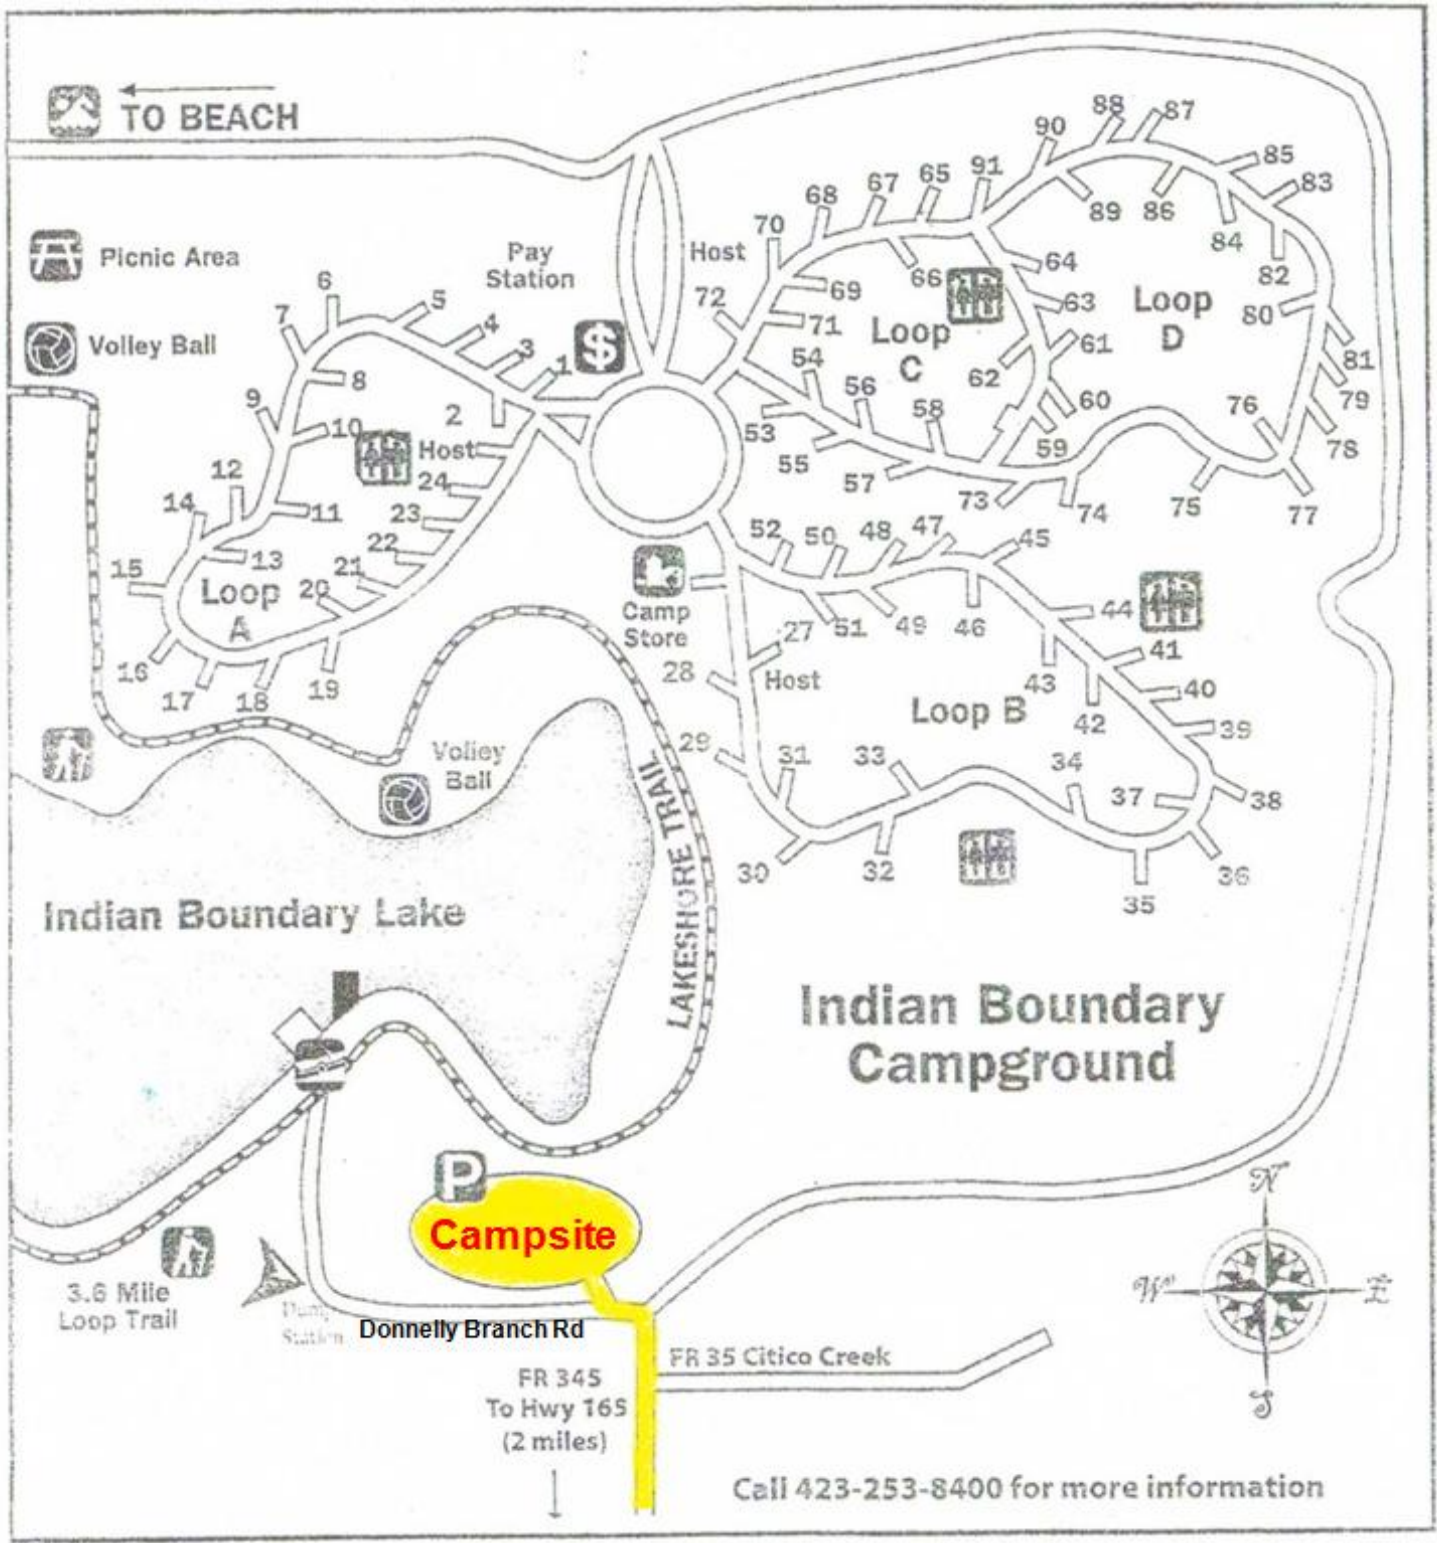 TO BEACH
Picnic Area
Volley Ball
Pay
Station
$
Host
Loop
A
Host
1
2
3
4
5
6
7
8
9
10
11
12
13
14
15
16
17
18
19
20
21
22
23
24
Loop
C
53
54
55
56
57
58
59
60
61
62
63
64
65
66
67
68
69
70
71
72
Loop
D
73
74
75
76
77
78
79
80
81
82
83
84
85
86
87
88
89
90
91
Camp
Store
Host
Loop B
27
28
29
30
31
32
33
34
35
36
37
38
39
40
41
42
43
44
45
46
47
48
49
50
51
52
Volley
Ball
LAKESHORE TRAIL
Indian Boundary Lake
Indian Boundary
Campground
P
Campsite
3.6 Mile
Loop Trail
Dump
Station
Donnelly Branch Rd
FR 35 Citico Creek
FR 345
To Hwy 165
(2 miles)
N
W
E
S
Call 423-253-8400 for more information